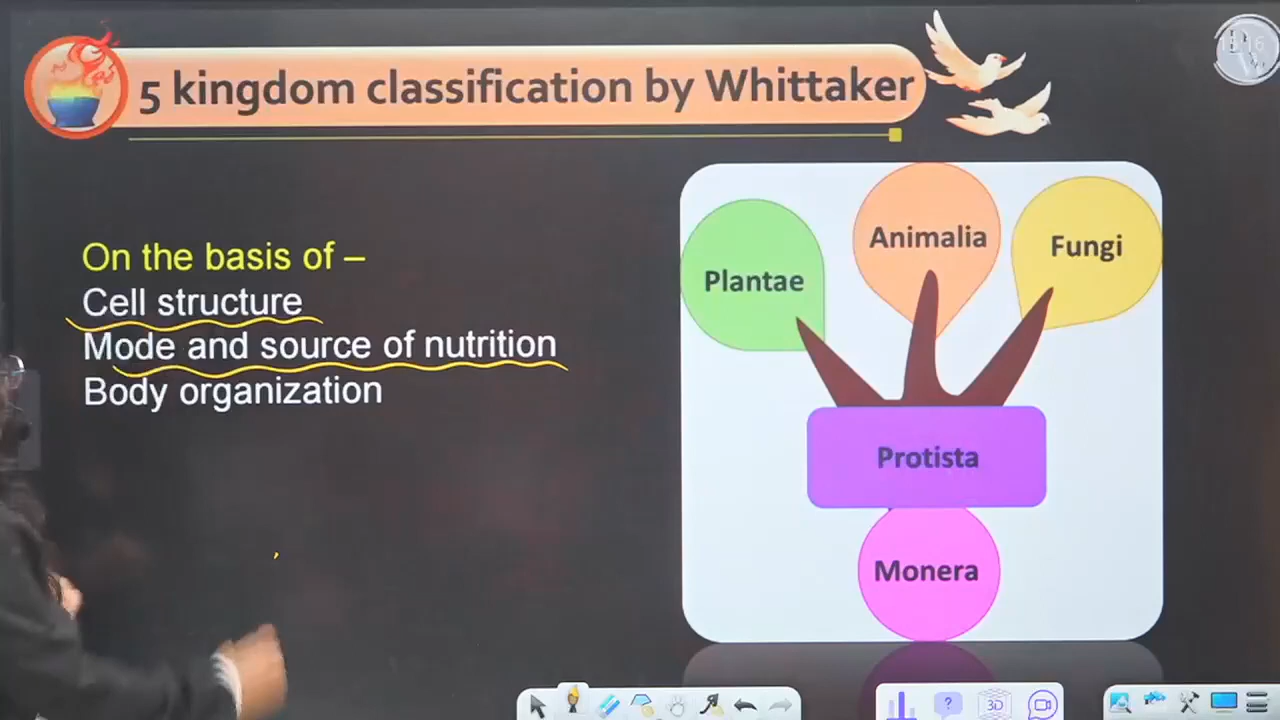 5 kingdom classification by Whittaker
On the basis of –
Cell structure
Mode and source of nutrition
Body organization
Plantae
Animalia
Fungi
Protista
Monera
3D